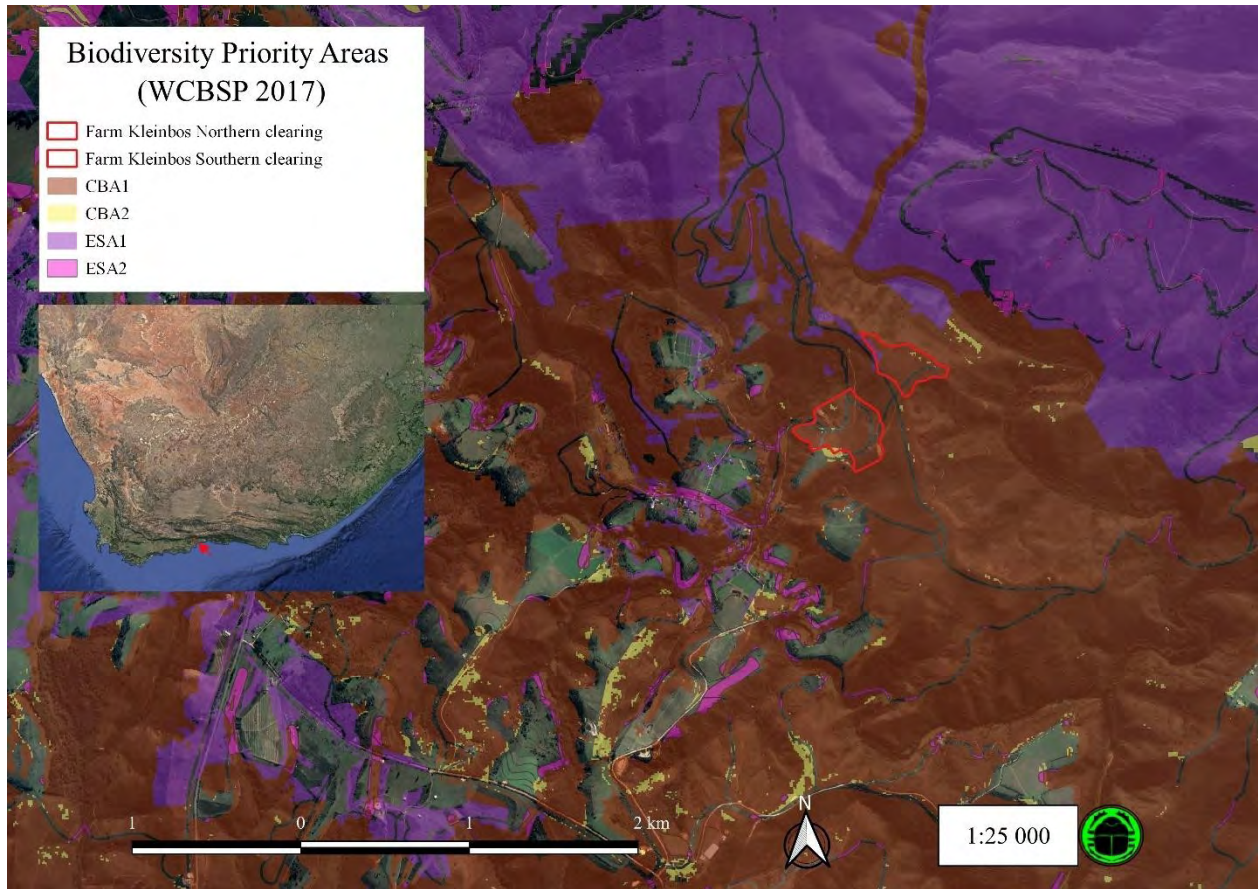 Biodiversity Priority Areas
(WCBSP 2017)
Farm Kleinbos Northern clearing
Farm Kleinbos Southern clearing
CBA1
CBA2
ESA1
ESA2
1 0 1 2 km
N
1:25 000